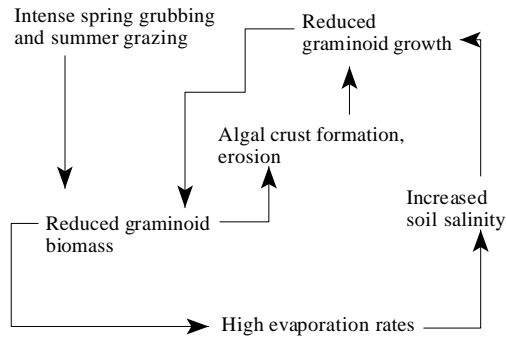 Intense spring grubbing
and summer grazing
Reduced
graminoid growth
Algal crust formation,
erosion
Increased
soil salinity
Reduced graminoid
biomass
High evaporation rates